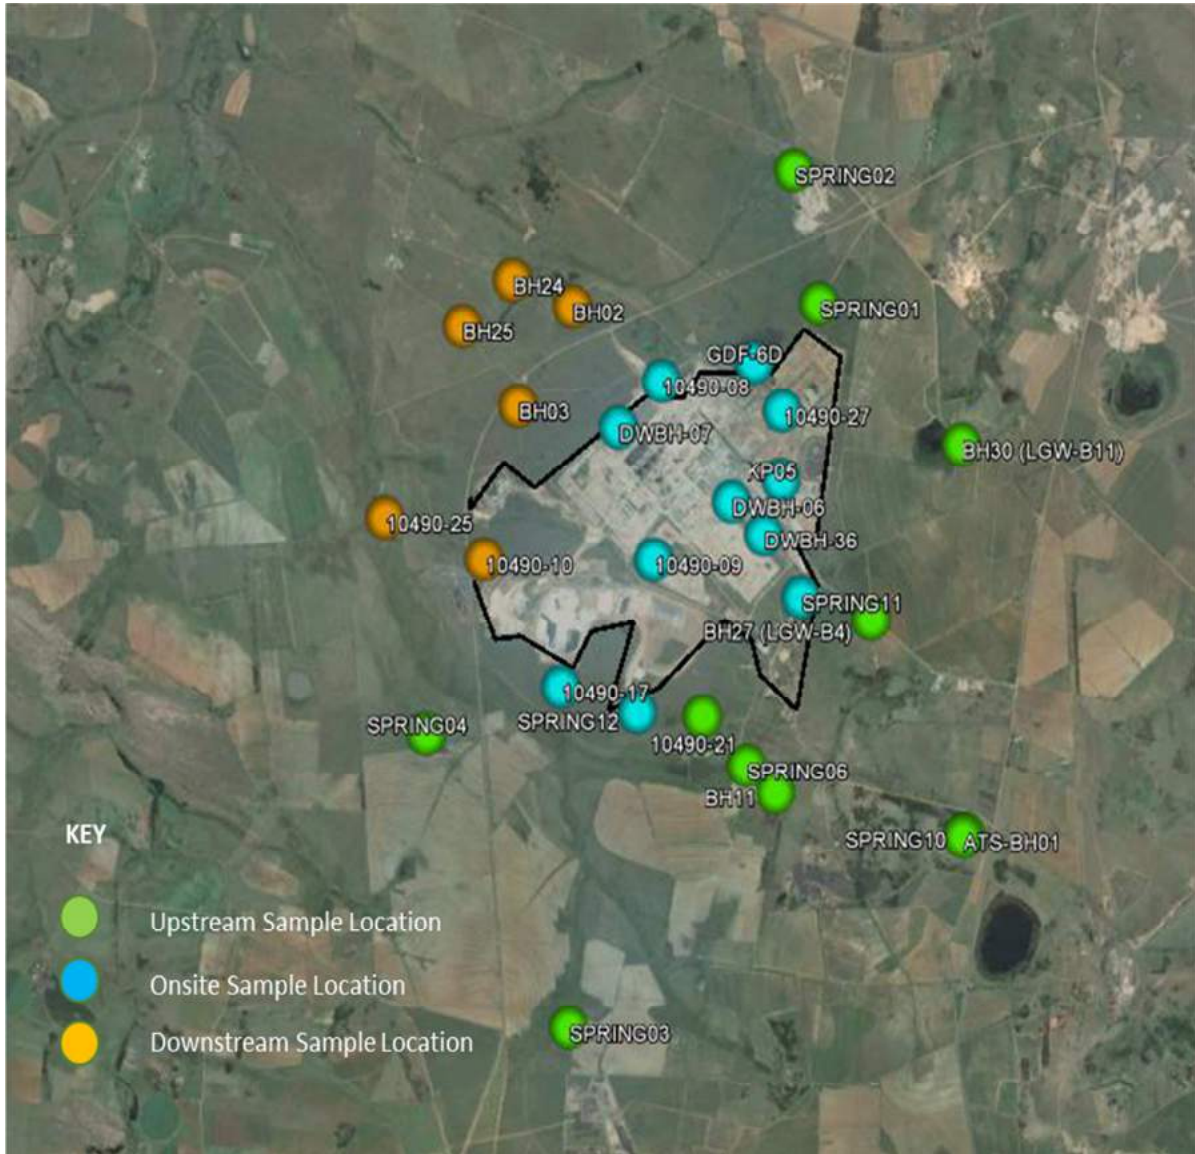 SPRING02
BH24
BH02
SPRING01
BH25
GDF-6D
10490-08
BH03
10490-27
DWBH-07
BH30 (LGW-B11)
XP05
DWBH-06
10490-25
DWBH-36
10490-10
10490-09
SPRING11
BH27 (LGW-B4)
10490-17
SPRING04
SPRING12
10490-21
SPRING06
BH11
SPRING10
ATS-BH01
KEY
Upstream Sample Location
Onsite Sample Location
Downstream Sample Location
SPRING03